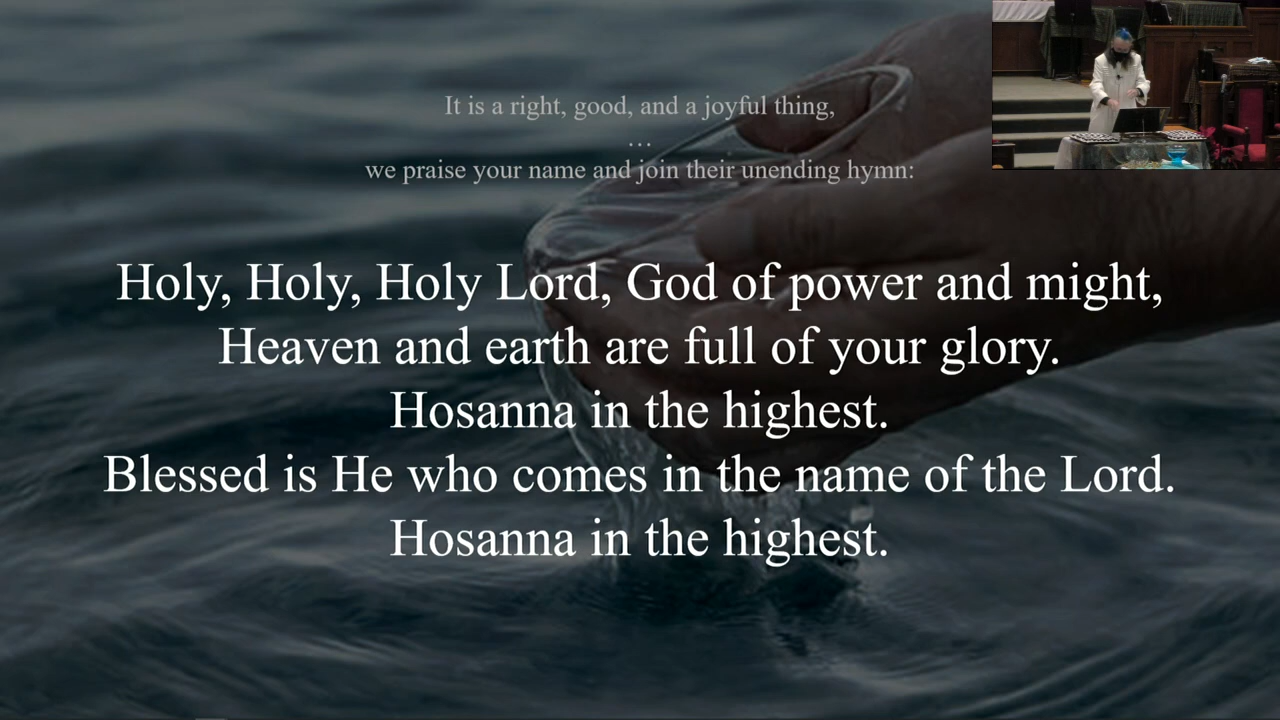 It is a right, good, and a joyful thing,
…
we praise your name and join their unending hymn:
Holy, Holy, Holy Lord, God of power and might,
Heaven and earth are full of your glory.
Hosanna in the highest.
Blessed is He who comes in the name of the Lord.
Hosanna in the highest.